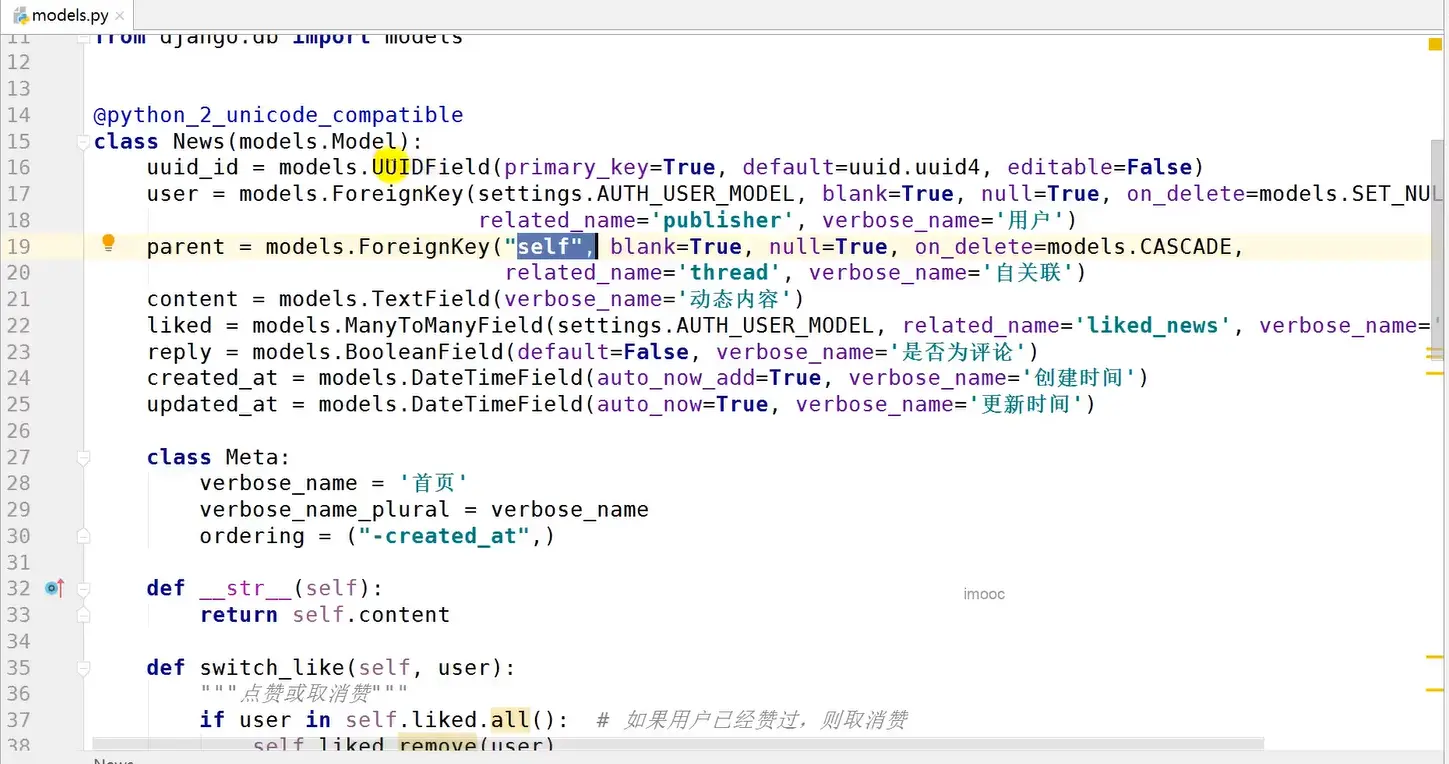 models.py
11 from django.db import models
12
13
14 @python_2_unicode_compatible
15 class News(models.Model):
16 uuid_id = models.UUIDField(primary_key=True, default=uuid.uuid4, editable=False)
17 user = models.ForeignKey(settings.AUTH_USER_MODEL, blank=True, null=True, on_delete=models.SET_NUL
18 related_name='publisher', verbose_name='用户')
19 parent = models.ForeignKey("self", blank=True, null=True, on_delete=models.CASCADE,
20 related_name='thread', verbose_name='自关联')
21 content = models.TextField(verbose_name='动态内容')
22 liked = models.ManyToManyField(settings.AUTH_USER_MODEL, related_name='liked_news', verbose_name='
23 reply = models.BooleanField(default=False, verbose_name='是否为评论')
24 created_at = models.DateTimeField(auto_now_add=True, verbose_name='创建时间')
25 updated_at = models.DateTimeField(auto_now=True, verbose_name='更新时间')
26
27 class Meta:
28 verbose_name = '首页'
29 verbose_name_plural = verbose_name
30 ordering = ("-created_at",)
31
32 def __str__(self):
imooc
33 return self.content
34
35 def switch_like(self, user):
36 """点赞或取消赞"""
37 if user in self.liked.all(): # 如果用户已经赞过，则取消赞
38 self.liked.remove(user)
News